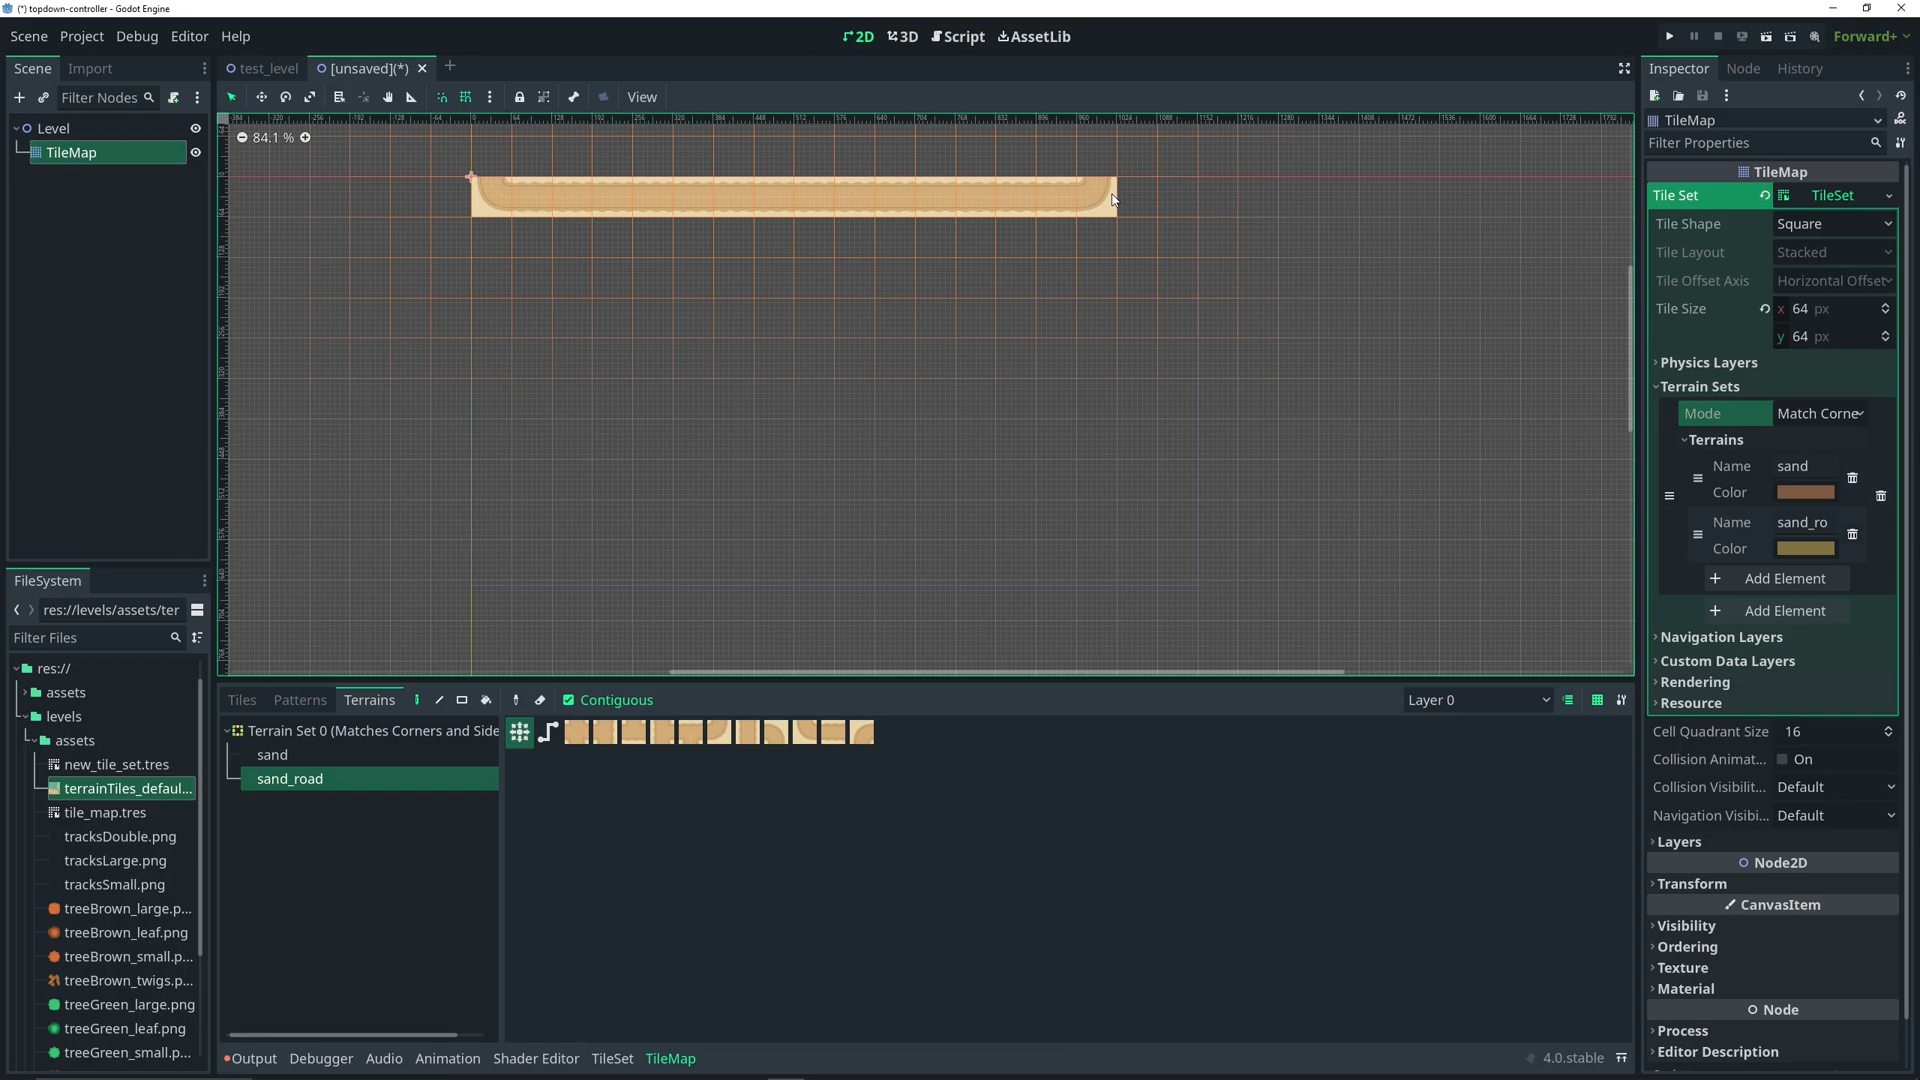 (*) topdown-controller - Godot Engine
Scene Project Debug Editor Help
2D 3D Script AssetLib
Forward+
Scene Import
test_level [unsaved](*)
Inspector Node History
Filter Nodes
View
Level
TileMap
84.1 %
TileMap
Filter Properties
TileMap
Tile Set TileSet
Tile Shape Square
Tile Layout Stacked
Tile Offset Axis Horizontal Offset
Tile Size x 64 px
y 64 px
Physics Layers
Terrain Sets
Mode Match Corne
Terrains
Name sand
Color
Name sand_ro
Color
Add Element
Add Element
Navigation Layers
Custom Data Layers
Rendering
Resource
Cell Quadrant Size 16
Collision Animat... On
Collision Visibilit... Default
Navigation Visibi... Default
Layers
Node2D
Transform
CanvasItem
Visibility
Ordering
Texture
Material
Node
Process
Editor Description
FileSystem
res://levels/assets/ter
Filter Files
res://
assets
levels
assets
new_tile_set.tres
terrainTiles_defaul...
tile_map.tres
tracksDouble.png
tracksLarge.png
tracksSmall.png
treeBrown_large.p...
treeBrown_leaf.png
treeBrown_small.p...
treeBrown_twigs.p...
treeGreen_large.png
treeGreen_leaf.png
treeGreen_small.p...
Tiles Patterns Terrains Contiguous Layer 0
Terrain Set 0 (Matches Corners and Side
sand
sand_road
Output Debugger Audio Animation Shader Editor TileSet TileMap
4.0.stable